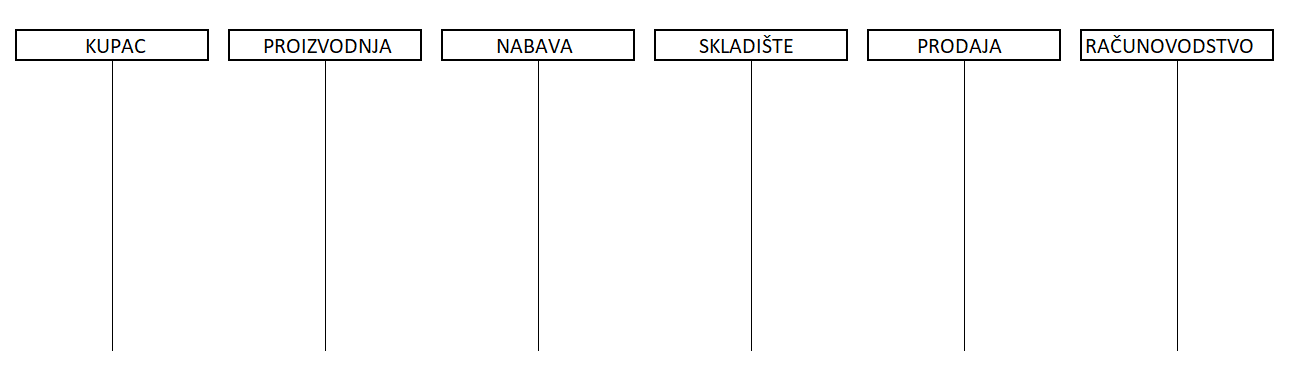 KUPAC
PROIZVODNJA
NABAVA
SKLADIŠTE
PRODAJA
RAČUNOVODSTVO